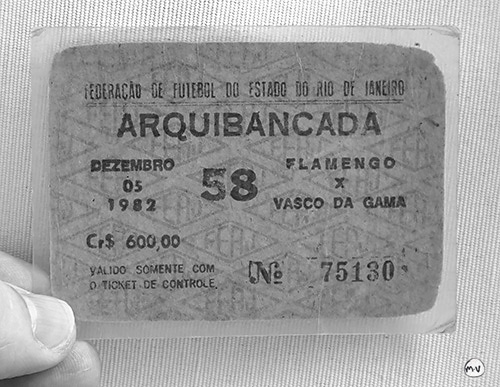 FEDERAÇÃO DE FUTEBOL DO ESTADO DO RIO DE JANEIRO
ARQUIBANCADA
DEZEMBRO
05
1982
58
FLAMENGO
X
VASCO DA GAMA
Cr$ 600,00
VALIDO SOMENTE COM
O TICKET DE CONTROLE.
Nº 75130
M·V